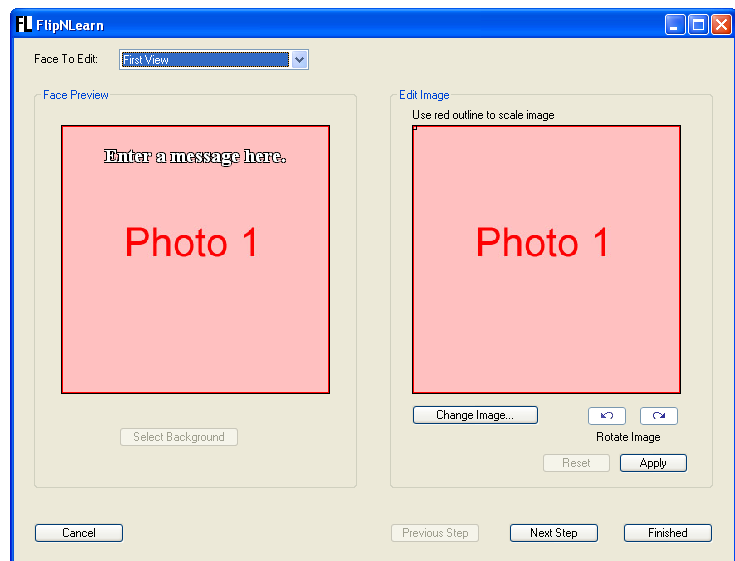 FL FlipNLearn
Face To Edit: First View
Face Preview
Enter a message here.
Photo 1
Select Background
Edit Image
Use red outline to scale image
Photo 1
Change Image...
Rotate Image
Reset Apply
Cancel Previous Step Next Step Finished